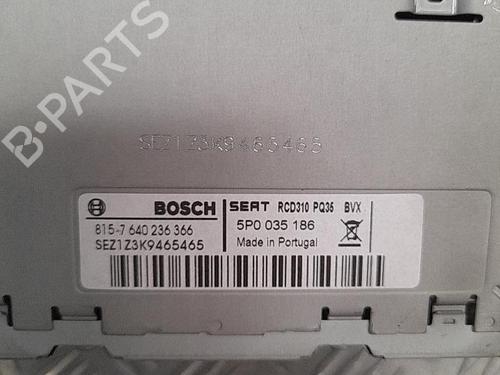 B-PARTS
SEZ1Z3K9465465
BOSCH
815-7 640 236 366
SEZ1Z3K9465465
SEAT RCD310 PQ35 BVX
5P0 035 186
Made in Portugal